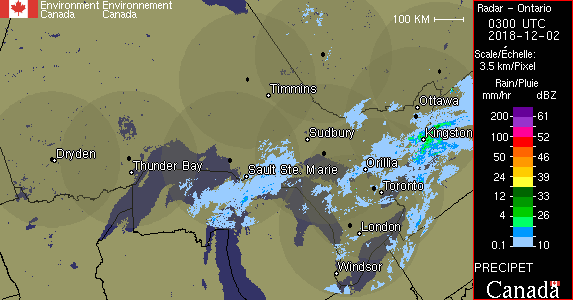 Environment Environnement
Canada Canada
100 KM
Timmins
Ottawa
Sudbury
Kingston
Dryden
Thunder Bay
Sault Ste. Marie
Orillia
Toronto
London
Windsor
Radar - Ontario
0300 UTC
2018-12-02
Scale/Échelle:
3.5 km/Pixel
Rain/Pluie
mm/hr dBZ
200 61
100 52
50 46
24 39
12 33
4 26
0.1 10
PRECIPET
Canada